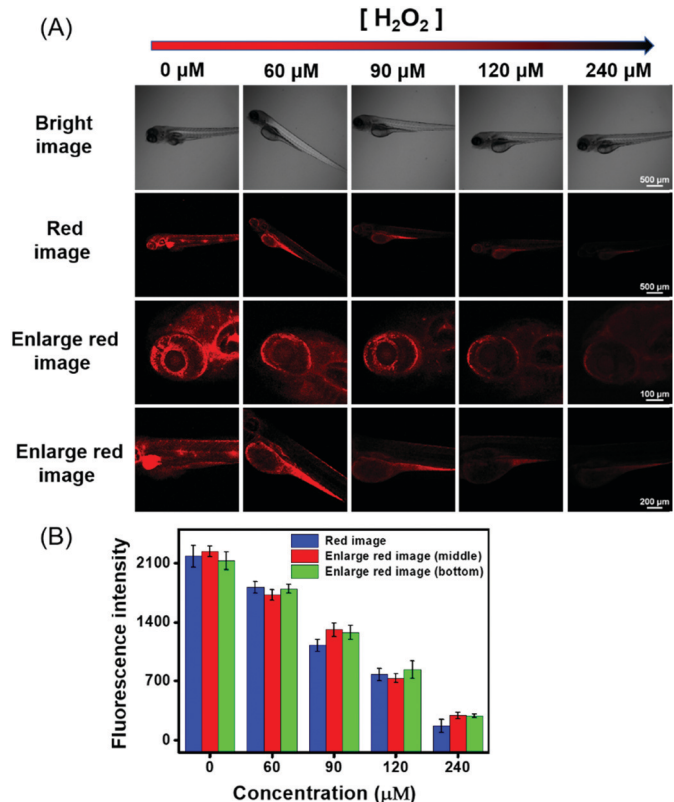 (A)
[ H₂O₂ ]
0 μM 60 μM 90 μM 120 μM 240 μM
Bright
image
500 μm
Red
image
500 μm
Enlarge red
image
100 μm
Enlarge red
image
200 μm
(B)
Red image
Enlarge red image (middle)
Enlarge red image (bottom)
Fluorescence intensity
2100
1400
700
0
0 60 90 120 240
Concentration (μM)